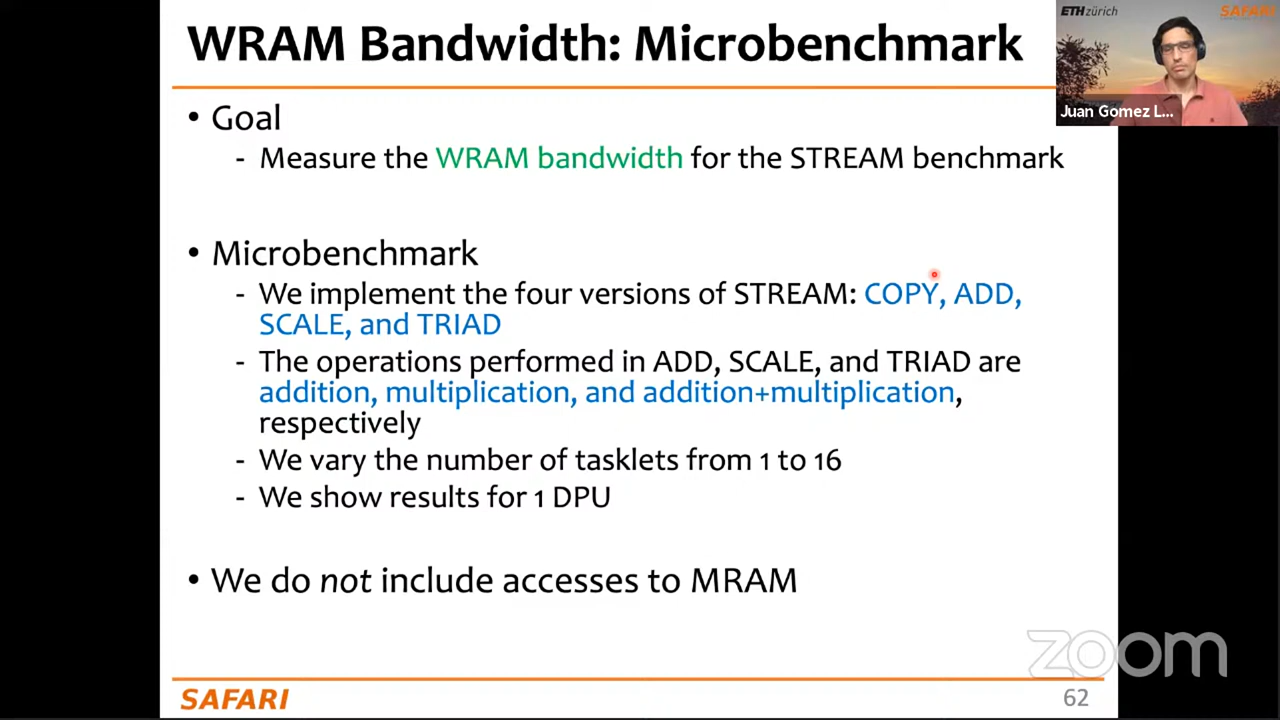 WRAM Bandwidth: Microbenchmark
ETHzürich
SAFARI
Juan Gomez L...
• Goal
- Measure the WRAM bandwidth for the STREAM benchmark
• Microbenchmark
- We implement the four versions of STREAM: COPY, ADD,
SCALE, and TRIAD
- The operations performed in ADD, SCALE, and TRIAD are
addition, multiplication, and addition+multiplication,
respectively
- We vary the number of tasklets from 1 to 16
- We show results for 1 DPU
• We do not include accesses to MRAM
zoom
SAFARI
62